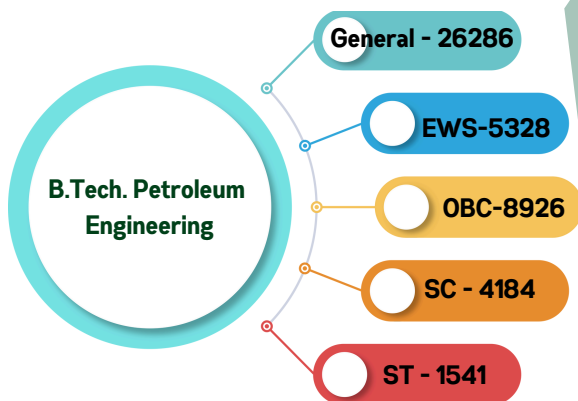 General - 26286
EWS-5328
B.Tech. Petroleum
Engineering
OBC-8926
SC - 4184
ST - 1541